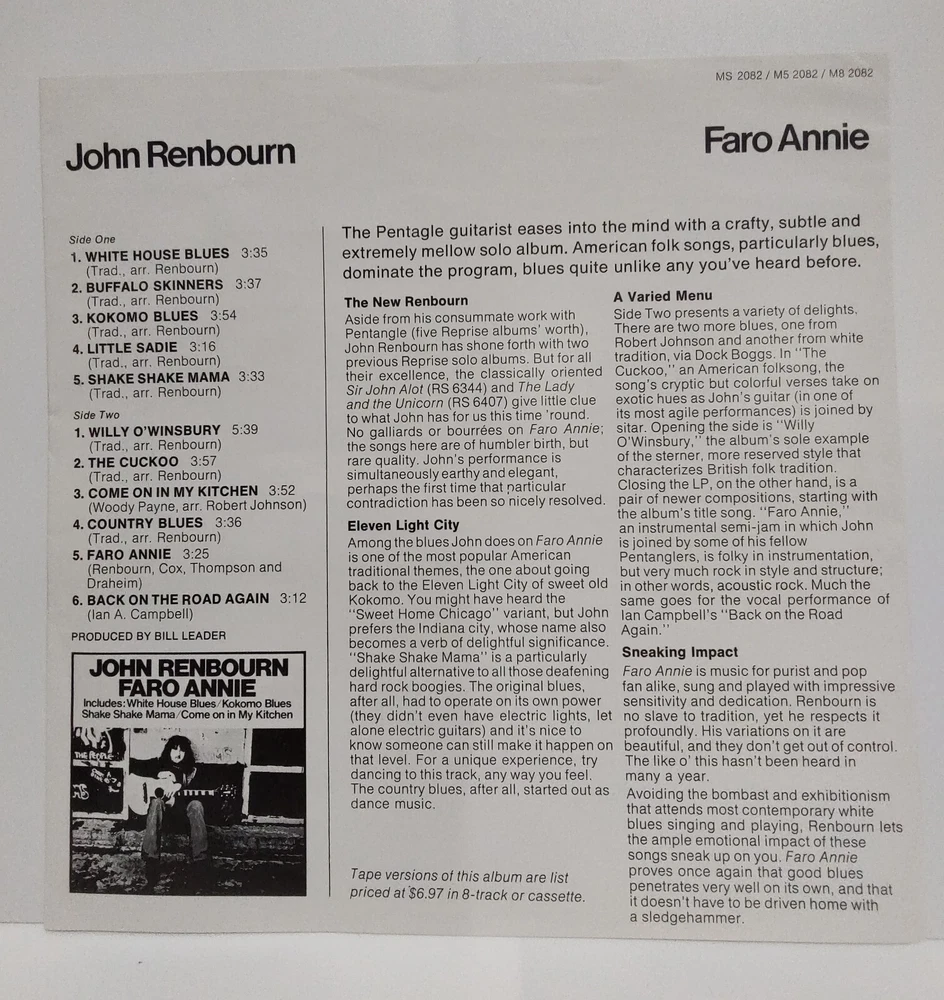 MS 2082 / M5 2082 / M8 2082
John Renbourn
Faro Annie
Side One
1. WHITE HOUSE BLUES 3:35
(Trad., arr. Renbourn)
2. BUFFALO SKINNERS 3:37
(Trad., arr. Renbourn)
3. KOKOMO BLUES 3:54
(Trad., arr. Renbourn)
4. LITTLE SADIE 3:16
(Trad., arr. Renbourn)
5. SHAKE SHAKE MAMA 3:33
(Trad., arr. Renbourn)
Side Two
1. WILLY O'WINSBURY 5:39
(Trad., arr. Renbourn)
2. THE CUCKOO 3:57
(Trad., arr. Renbourn)
3. COME ON IN MY KITCHEN 3:52
(Woody Payne, arr. Robert Johnson)
4. COUNTRY BLUES 3:36
(Trad., arr. Renbourn)
5. FARO ANNIE 3:25
(Renbourn, Cox, Thompson and
Draheim)
6. BACK ON THE ROAD AGAIN 3:12
(Ian A. Campbell)
PRODUCED BY BILL LEADER
JOHN RENBOURN
FARO ANNIE
Includes: White House Blues/Kokomo Blues
Shake Shake Mama/Come on in My Kitchen
THE PEOPLE
The Pentagle guitarist eases into the mind with a crafty, subtle and
extremely mellow solo album. American folk songs, particularly blues,
dominate the program, blues quite unlike any you've heard before.
The New Renbourn
Aside from his consummate work with
Pentangle (five Reprise albums' worth),
John Renbourn has shone forth with two
previous Reprise solo albums. But for all
their excellence, the classically oriented
Sir John Alot (RS 6344) and The Lady
and the Unicorn (RS 6407) give little clue
to what John has for us this time 'round.
No galliards or bourrées on Faro Annie;
the songs here are of humbler birth, but
rare quality. John's performance is
simultaneously earthy and elegant,
perhaps the first time that particular
contradiction has been so nicely resolved.
Eleven Light City
Among the blues John does on Faro Annie
is one of the most popular American
traditional themes, the one about going
back to the Eleven Light City of sweet old
Kokomo. You might have heard the
"Sweet Home Chicago" variant, but John
prefers the Indiana city, whose name also
becomes a verb of delightful significance.
"Shake Shake Mama" is a particularly
delightful alternative to all those deafening
hard rock boogies. The original blues,
after all, had to operate on its own power
(they didn't even have electric lights, let
alone electric guitars) and it's nice to
know someone can still make it happen on
that level. For a unique experience, try
dancing to this track, any way you feel.
The country blues, after all, started out as
dance music.
Tape versions of this album are list
priced at $6.97 in 8-track or cassette.
A Varied Menu
Side Two presents a variety of delights.
There are two more blues, one from
Robert Johnson and another from white
tradition, via Dock Boggs. In "The
Cuckoo," an American folksong, the
song's cryptic but colorful verses take on
exotic hues as John's guitar (in one of
its most agile performances) is joined by
sitar. Opening the side is "Willy
O'Winsbury," the album's sole example
of the sterner, more reserved style that
characterizes British folk tradition.
Closing the LP, on the other hand, is a
pair of newer compositions, starting with
the album's title song. "Faro Annie,"
an instrumental semi-jam in which John
is joined by some of his fellow
Pentanglers, is folky in instrumentation,
but very much rock in style and structure;
in other words, acoustic rock. Much the
same goes for the vocal performance of
Ian Campbell's "Back on the Road
Again."
Sneaking Impact
Faro Annie is music for purist and pop
fan alike, sung and played with impressive
sensitivity and dedication. Renbourn is
no slave to tradition, yet he respects it
profoundly. His variations on it are
beautiful, and they don't get out of control.
The like o' this hasn't been heard in
many a year.
Avoiding the bombast and exhibitionism
that attends most contemporary white
blues singing and playing, Renbourn lets
the ample emotional impact of these
songs sneak up on you. Faro Annie
proves once again that good blues
penetrates very well on its own, and that
it doesn't have to be driven home with
a sledgehammer.